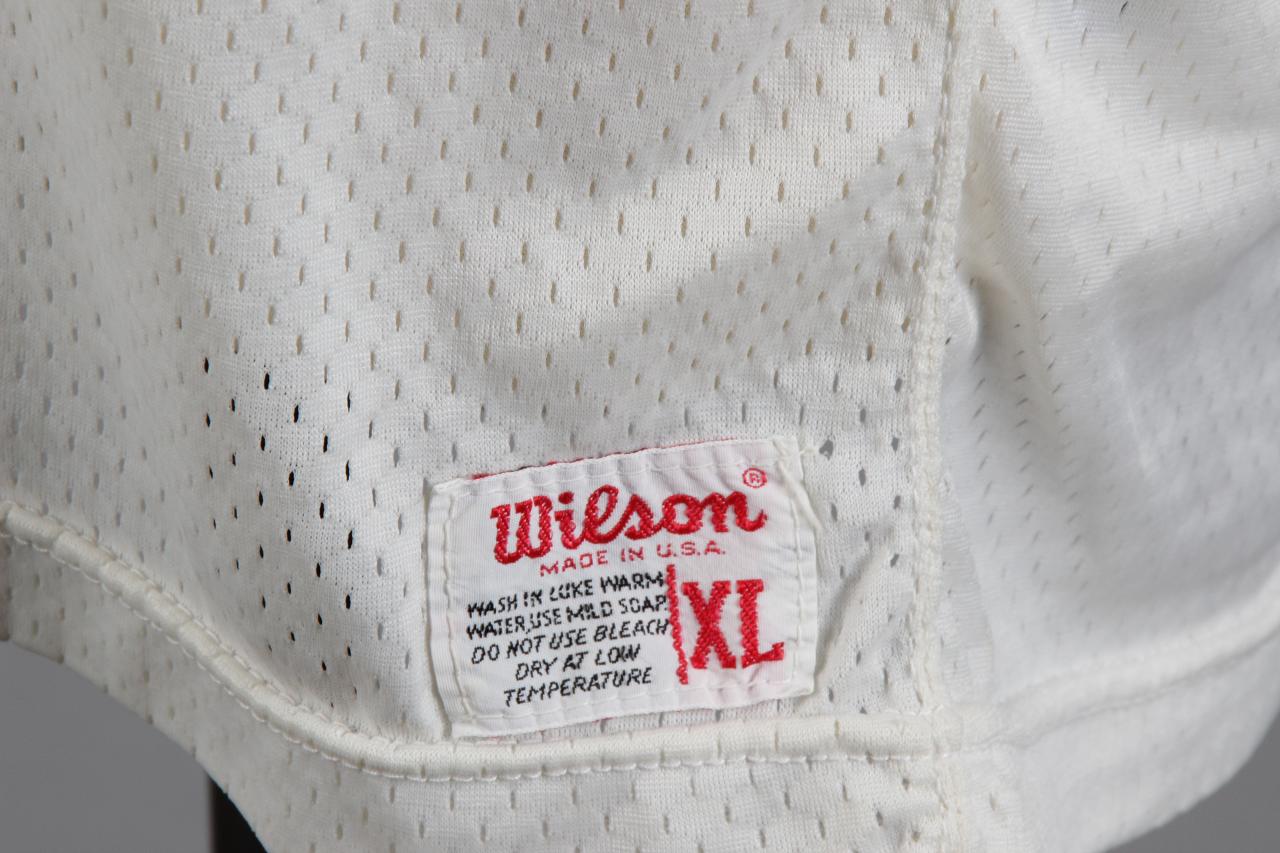 Wilson®
MADE IN U.S.A.
WASH IN LUKE WARM
WATER,USE MILD SOAP.
DO NOT USE BLEACH
DRY AT LOW
TEMPERATURE
XL